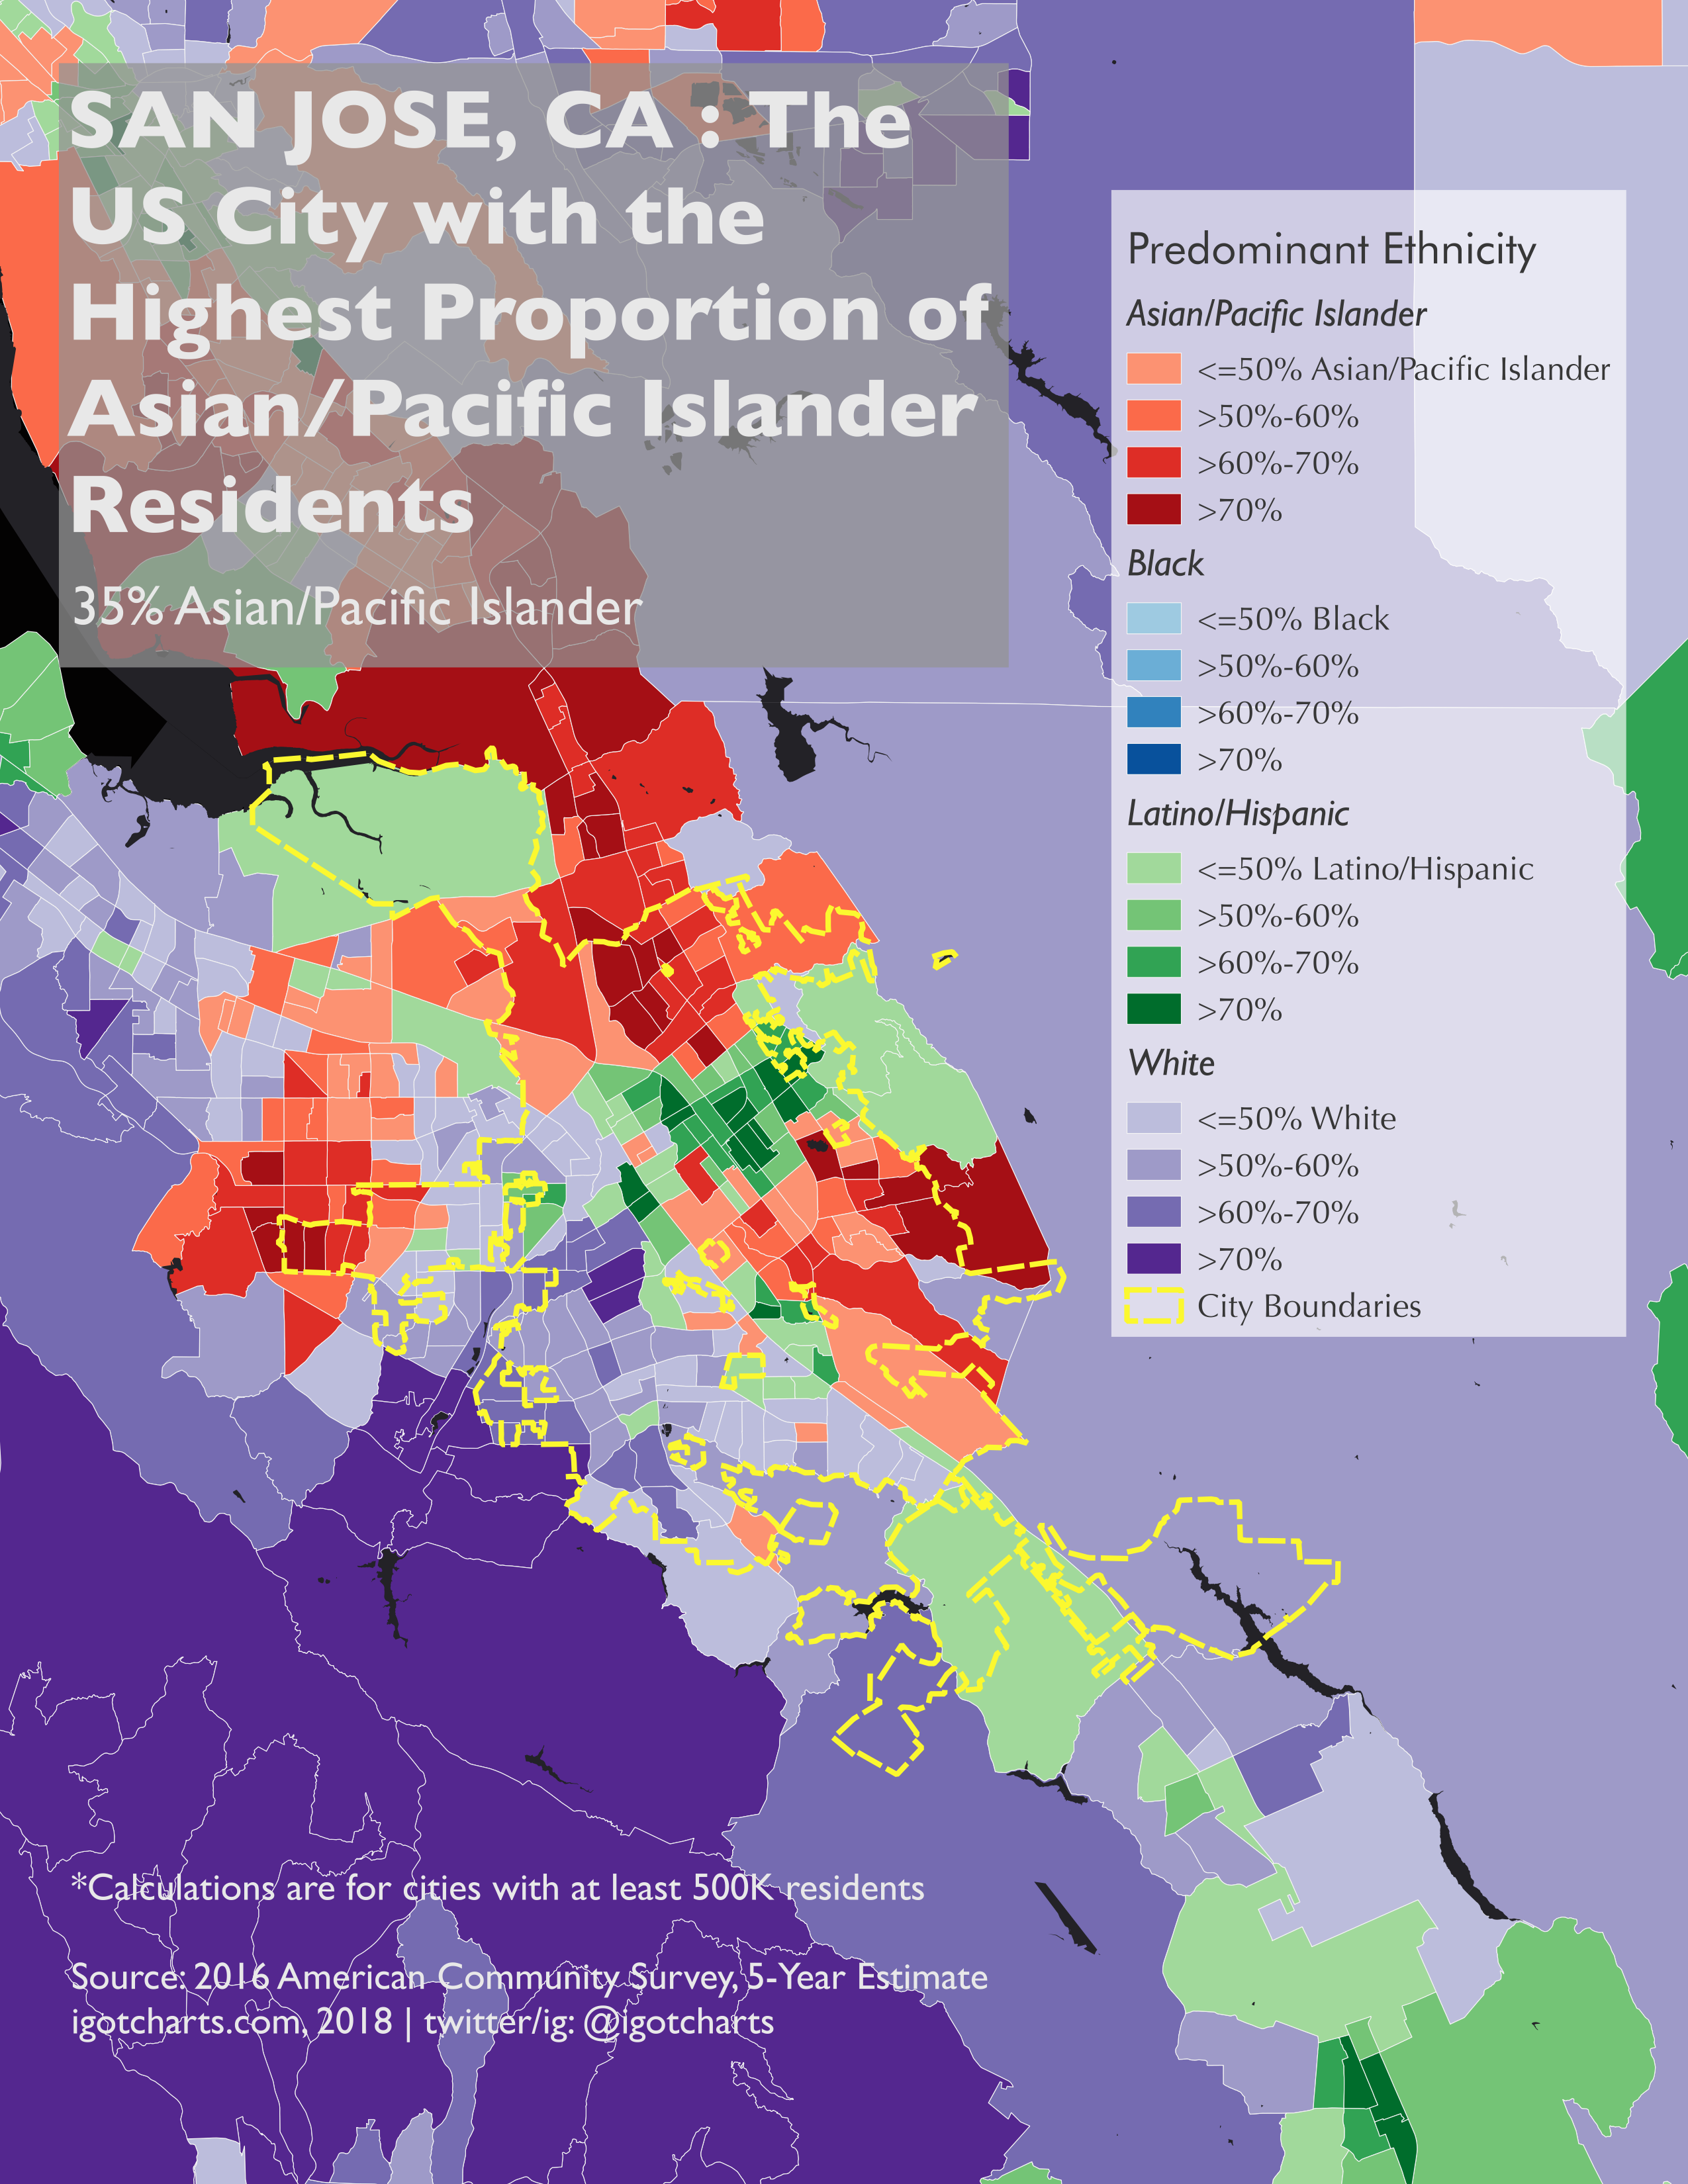 SAN JOSE, CA : The
US City with the
Highest Proportion of
Asian/Pacific Islander
Residents
35% Asian/Pacific Islander
Predominant Ethnicity
Asian/Pacific Islander
<=50% Asian/Pacific Islander
>50%-60%
>60%-70%
>70%
Black
<=50% Black
>50%-60%
>60%-70%
>70%
Latino/Hispanic
<=50% Latino/Hispanic
>50%-60%
>60%-70%
>70%
White
<=50% White
>50%-60%
>60%-70%
>70%
City Boundaries
*Calculations are for cities with at least 500K residents
Source: 2016 American Community Survey, 5-Year Estimate
igotcharts.com, 2018 | twitter/ig: @igotcharts